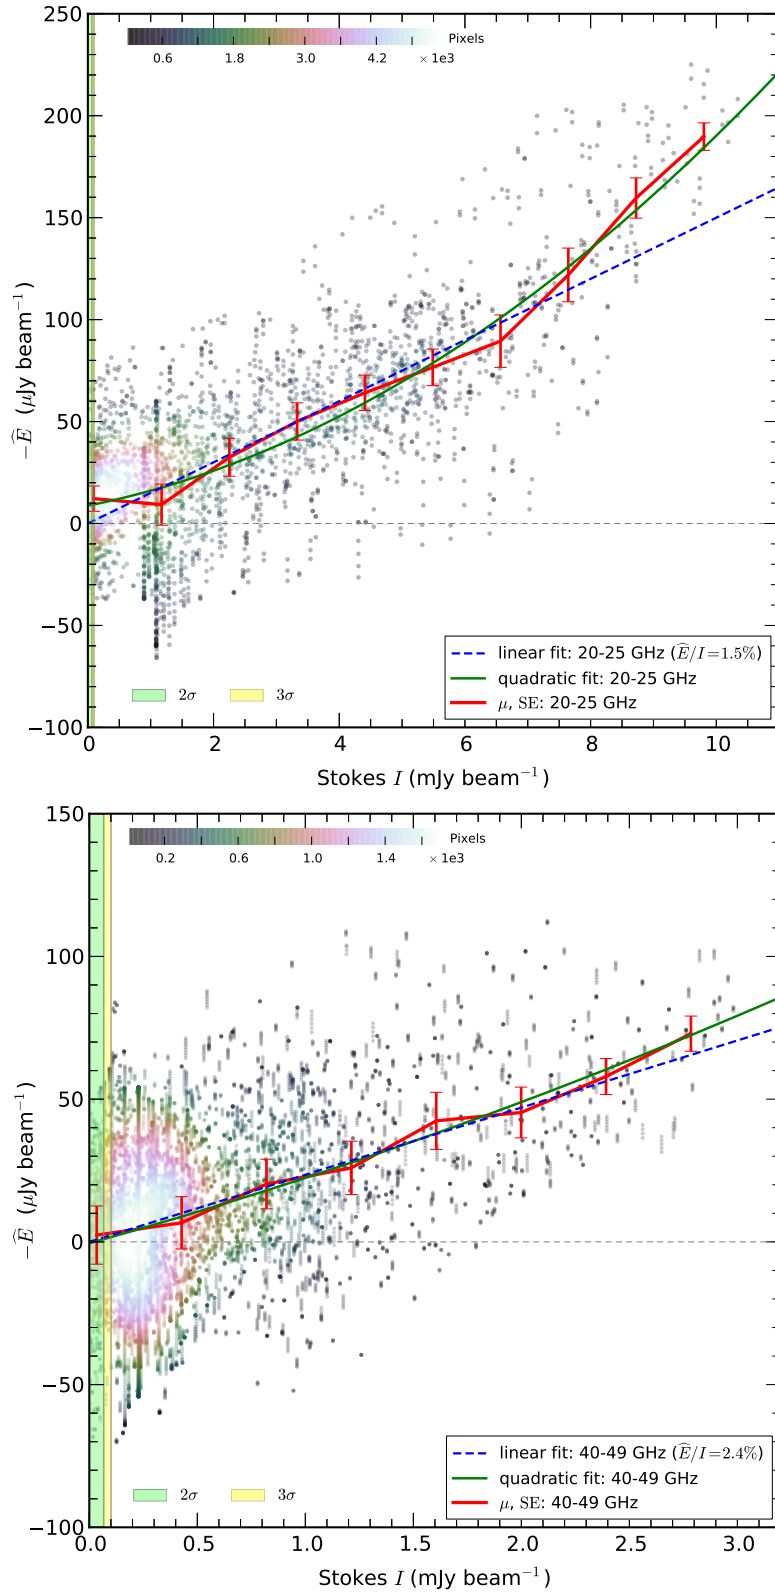 250
Pixels
0.6 1.8 3.0 4.2 ×1e3
200
150
100
50
0
−50
−100
−Ê (μJy beam⁻¹)
linear fit: 20-25 GHz (Ê/I=1.5%)
quadratic fit: 20-25 GHz
μ, SE: 20-25 GHz
2σ 3σ
0 2 4 6 8 10
Stokes I (mJy beam⁻¹)
150
Pixels
0.2 0.6 1.0 1.4 ×1e3
100
50
0
−50
−100
−Ê (μJy beam⁻¹)
linear fit: 40-49 GHz (Ê/I=2.4%)
quadratic fit: 40-49 GHz
μ, SE: 40-49 GHz
2σ 3σ
0.0 0.5 1.0 1.5 2.0 2.5 3.0
Stokes I (mJy beam⁻¹)